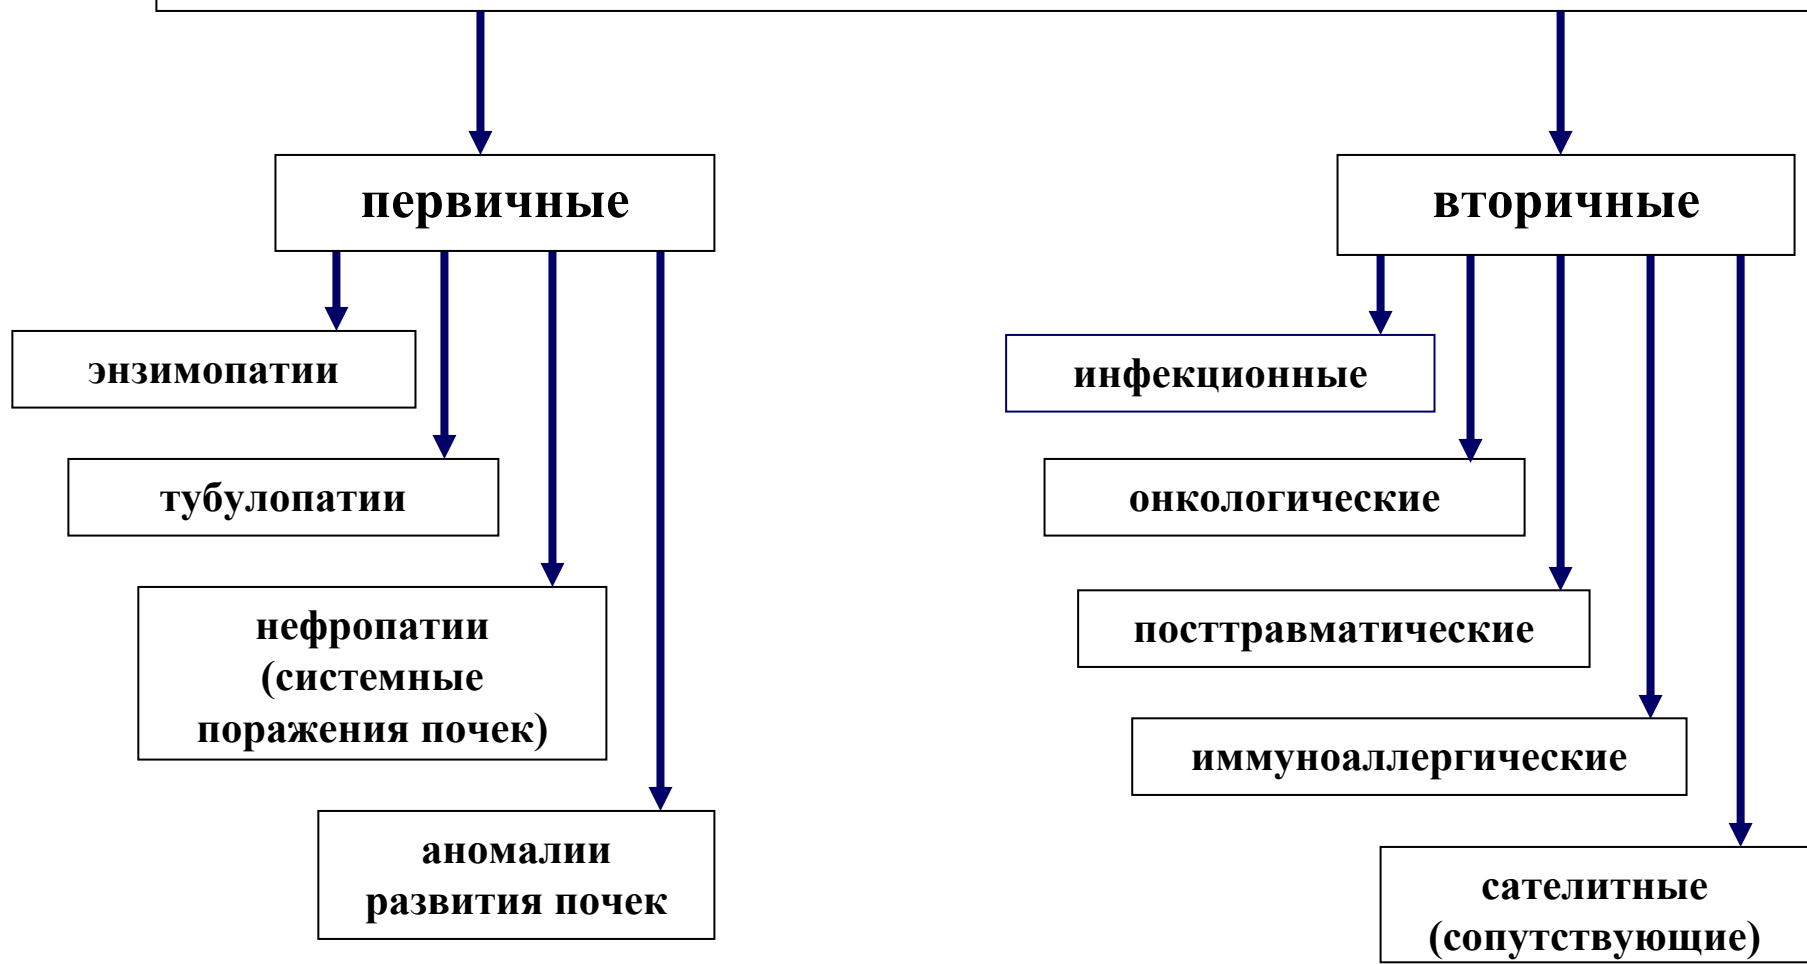 первичные
вторичные
энзимопатии
инфекционные
тубулопатии
онкологические
нефропатии
(системные
поражения почек)
посттравматические
иммуноаллергические
аномалии
развития почек
сателитные
(сопутствующие)